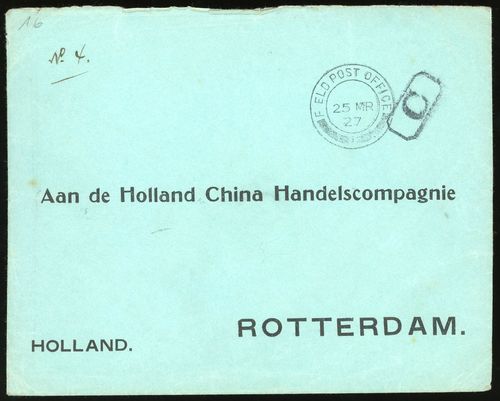 16
No. 4.
FIELD POST OFFICE
25 MR
27
C
Aan de Holland China Handelscompagnie
ROTTERDAM.
HOLLAND.